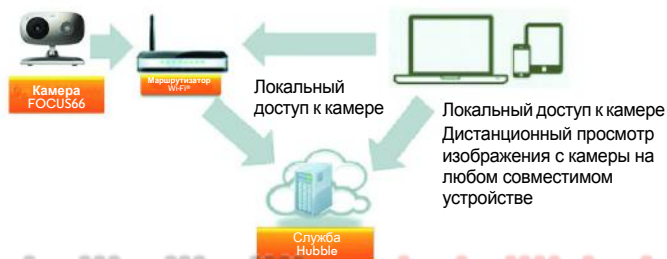 Камера
FOCUS66
Маршрутизатор
Wi-Fi®
Локальный
доступ к камере
Локальный доступ к камере
Дистанционный просмотр
изображения с камеры на
любом совместимом
устройстве
Служба
Hubble